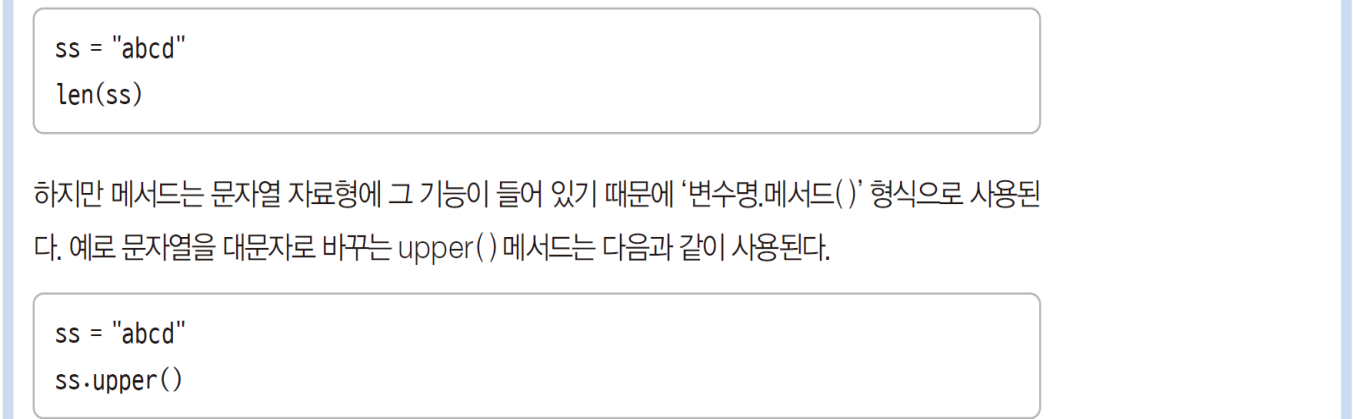 ss = "abcd"
len(ss)
하지만 메서드는 문자열 자료형에 그 기능이 들어 있기 때문에 ‘변수명.메서드( )’ 형식으로 사용된
다. 예로 문자열을 대문자로 바꾸는 upper( ) 메서드는 다음과 같이 사용된다.
ss = "abcd"
ss.upper()